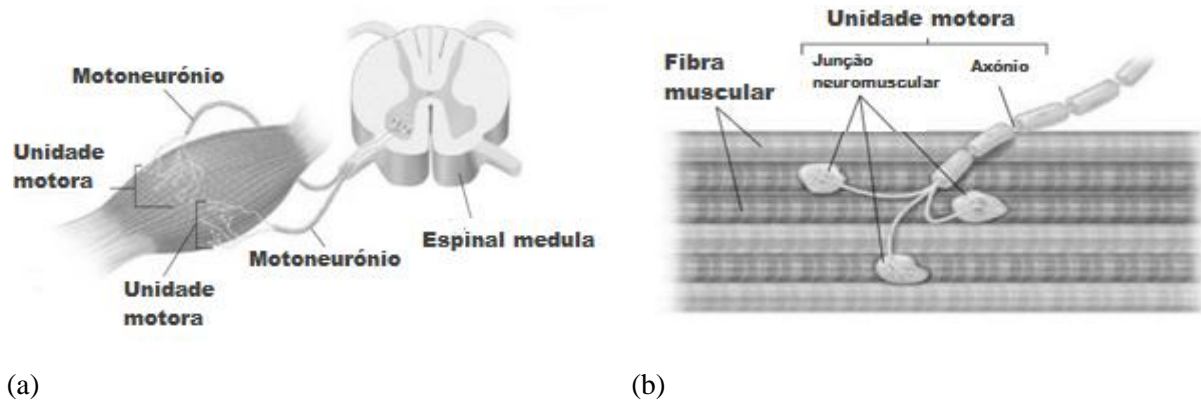 Motoneurónio
Unidade
motora
Unidade
motora
Motoneurónio
Espinal medula
(a)
Unidade motora
Fibra
muscular
Junção
neuromuscular
Axónio
(b)